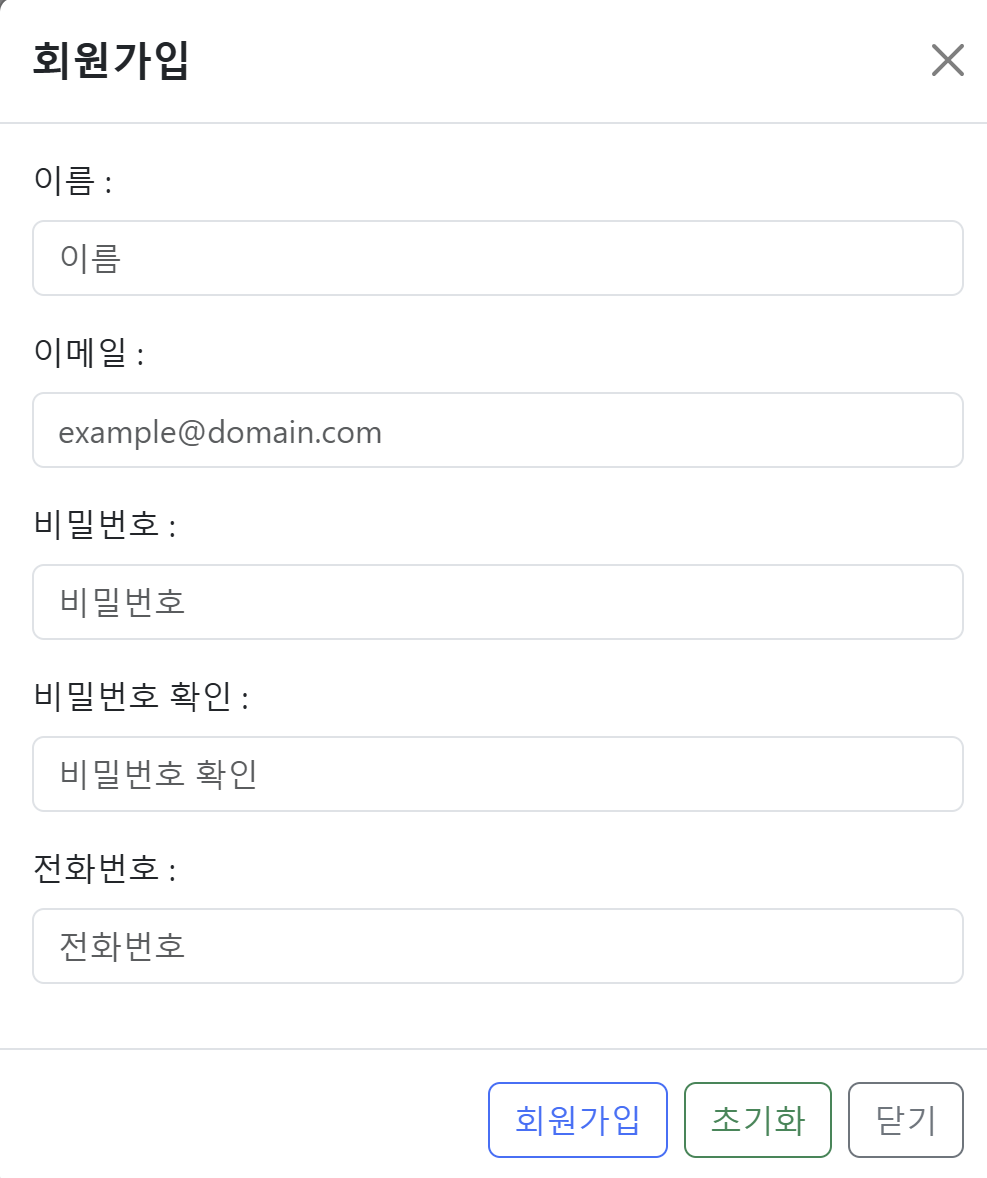 회원가입
이름 :
이름
이메일 :
example@domain.com
비밀번호 :
비밀번호
비밀번호 확인 :
비밀번호 확인
전화번호 :
전화번호
회원가입 초기화 닫기